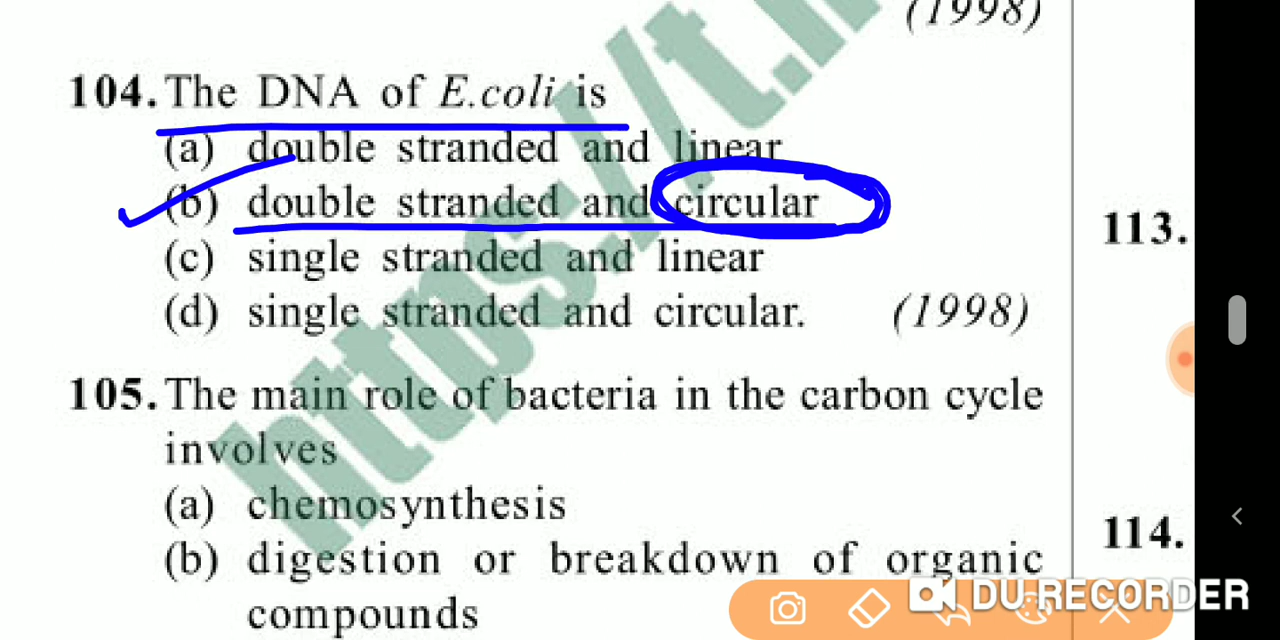 (1998)
104. The DNA of E.coli is
(a) double stranded and linear
(b) double stranded and circular
(c) single stranded and linear
(d) single stranded and circular. (1998)
105. The main role of bacteria in the carbon cycle
involves
(a) chemosynthesis
(b) digestion or breakdown of organic
compounds
113.
114.
https://t.
DU RECORDER